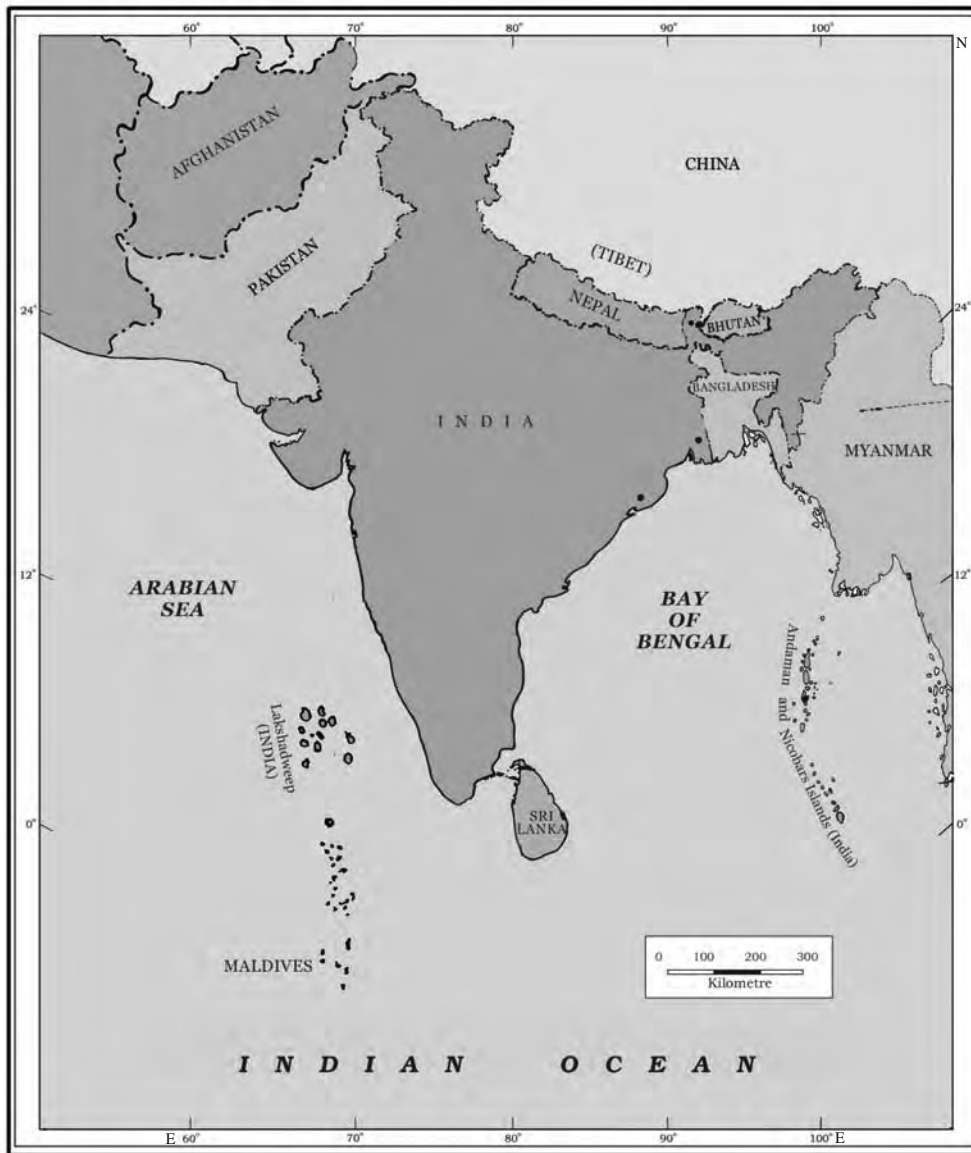 60°
70°
80°
90°
100°
N
AFGHANISTAN
CHINA
PAKISTAN
(TIBET)
NEPAL
24°
BHUTAN
24°
BANGLADESH
INDIA
MYANMAR
12°
12°
ARABIAN
SEA
BAY
OF
BENGAL
Andaman and Nicobars Islands (India)
Lakshadweep
(INDIA)
SRI
LANKA
0°
0°
MALDIVES
0 100 200 300
Kilometre
INDIAN OCEAN
E 60°
70°
80°
90°
100° E